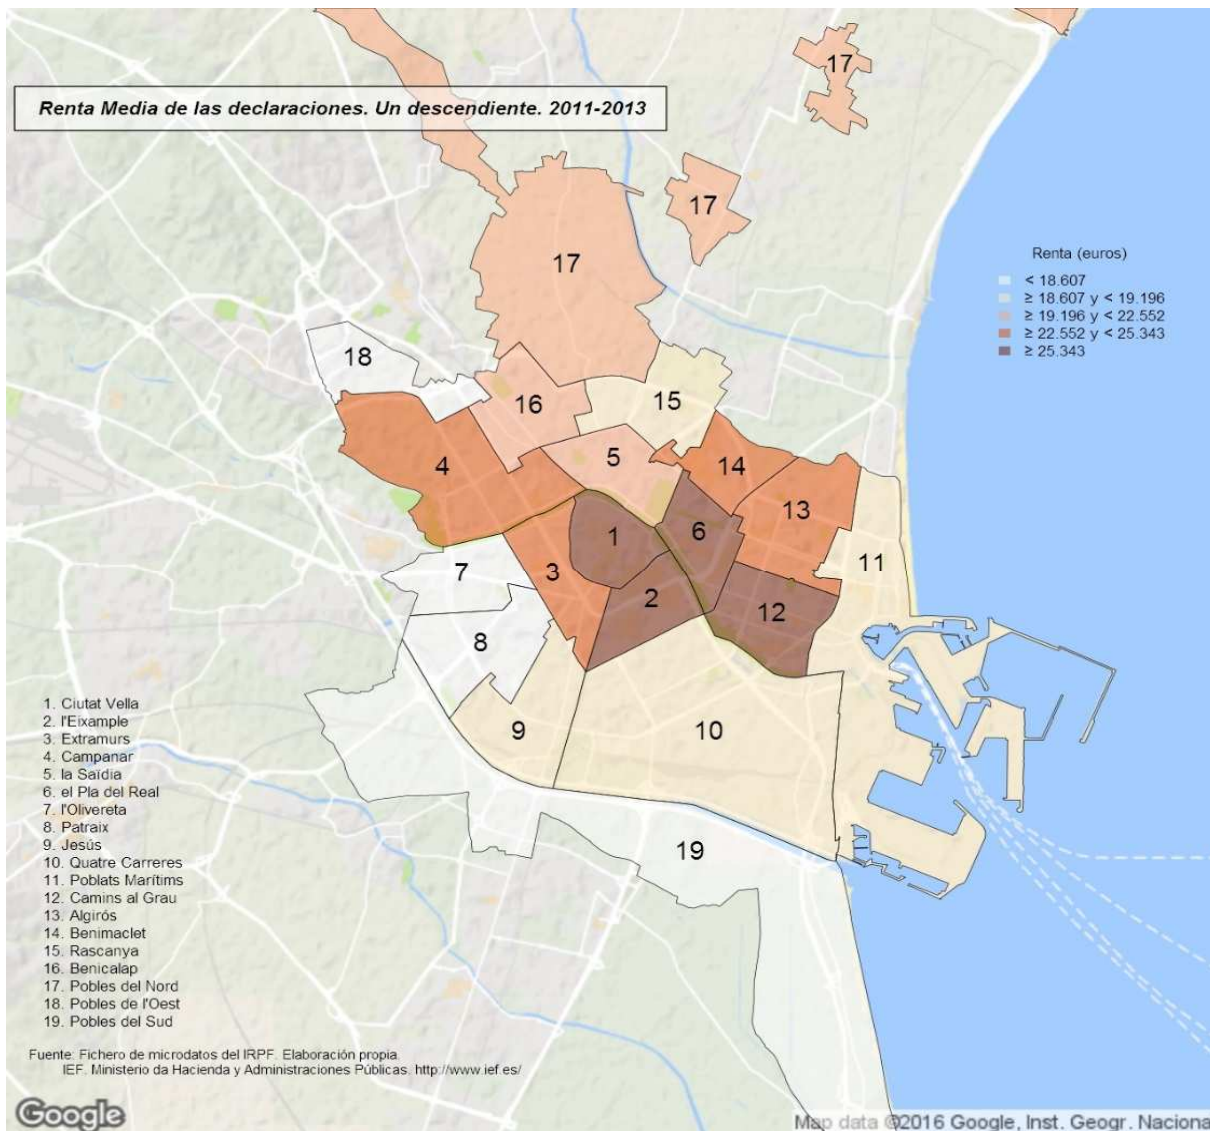 Renta Media de las declaraciones. Un descendiente. 2011-2013
17
17
17
Renta (euros)
< 18.607
≥ 18.607 y < 19.196
≥ 19.196 y < 22.552
≥ 22.552 y < 25.343
≥ 25.343
18
16
15
4
5
14
13
1
6
11
7
3
2
12
8
9
10
19
1. Ciutat Vella
2. l'Eixample
3. Extramurs
4. Campanar
5. la Saïdia
6. el Pla del Real
7. l'Olivereta
8. Patraix
9. Jesús
10. Quatre Carreres
11. Poblats Marítims
12. Camins al Grau
13. Algirós
14. Benimaclet
15. Rascanya
16. Benicalap
17. Pobles del Nord
18. Pobles de l'Oest
19. Pobles del Sud
Fuente: Fichero de microdatos del IRPF. Elaboración propia.
IEF. Ministerio da Hacienda y Administraciones Públicas. http://www.ief.es/
Google
Map data ©2016 Google, Inst. Geogr. Naciona